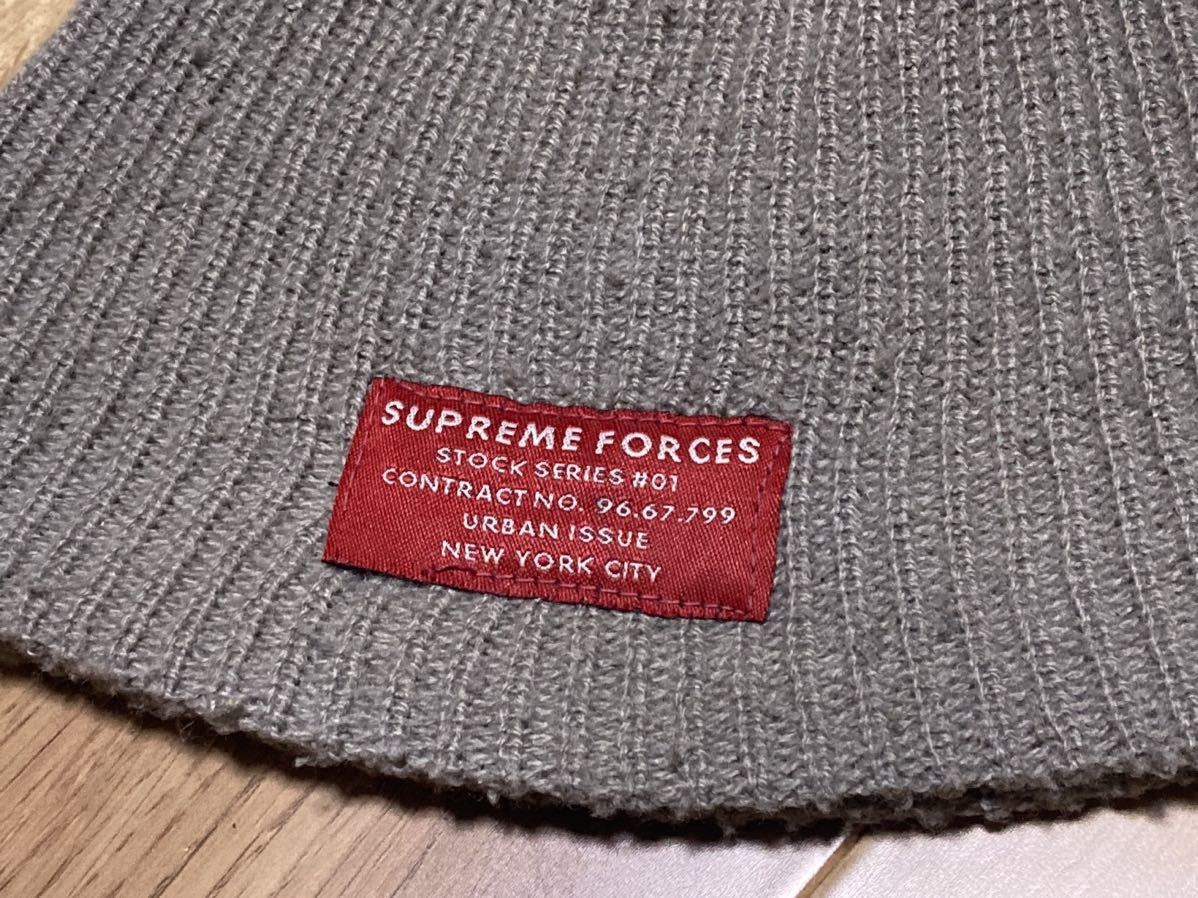 SUPREME FORCES
STOCK SERIES #01
CONTRACT NO. 96.67.799
URBAN ISSUE
NEW YORK CITY